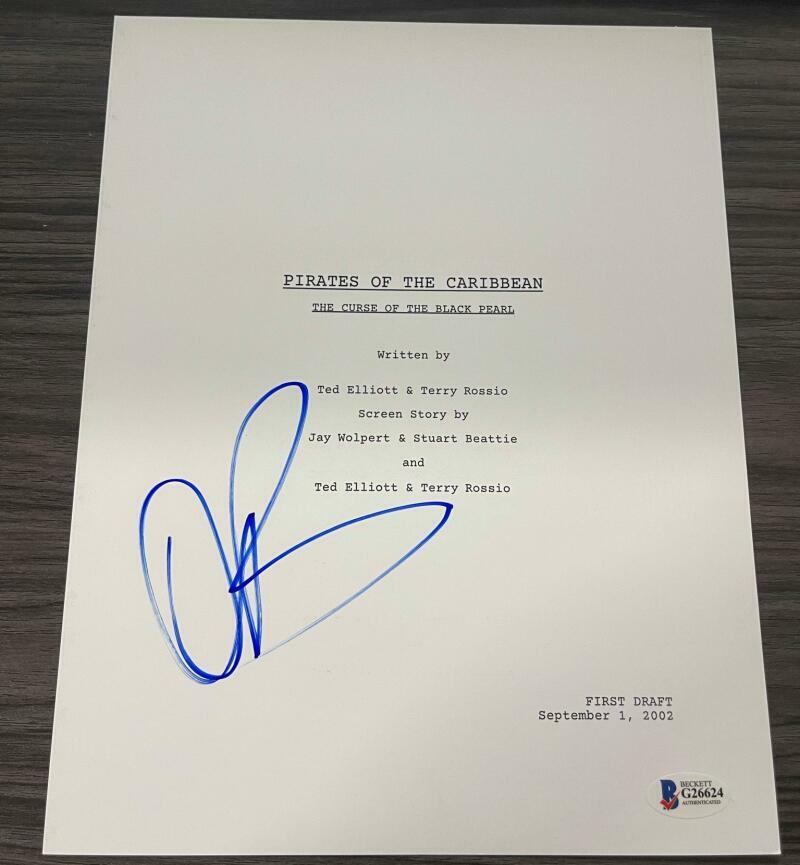 PIRATES OF THE CARIBBEAN
THE CURSE OF THE BLACK PEARL
Written by
Ted Elliott & Terry Rossio
Screen Story by
Jay Wolpert & Stuart Beattie
and
Ted Elliott & Terry Rossio
FIRST DRAFT
September 1, 2002
BECKETT
G26624
AUTHENTICATED